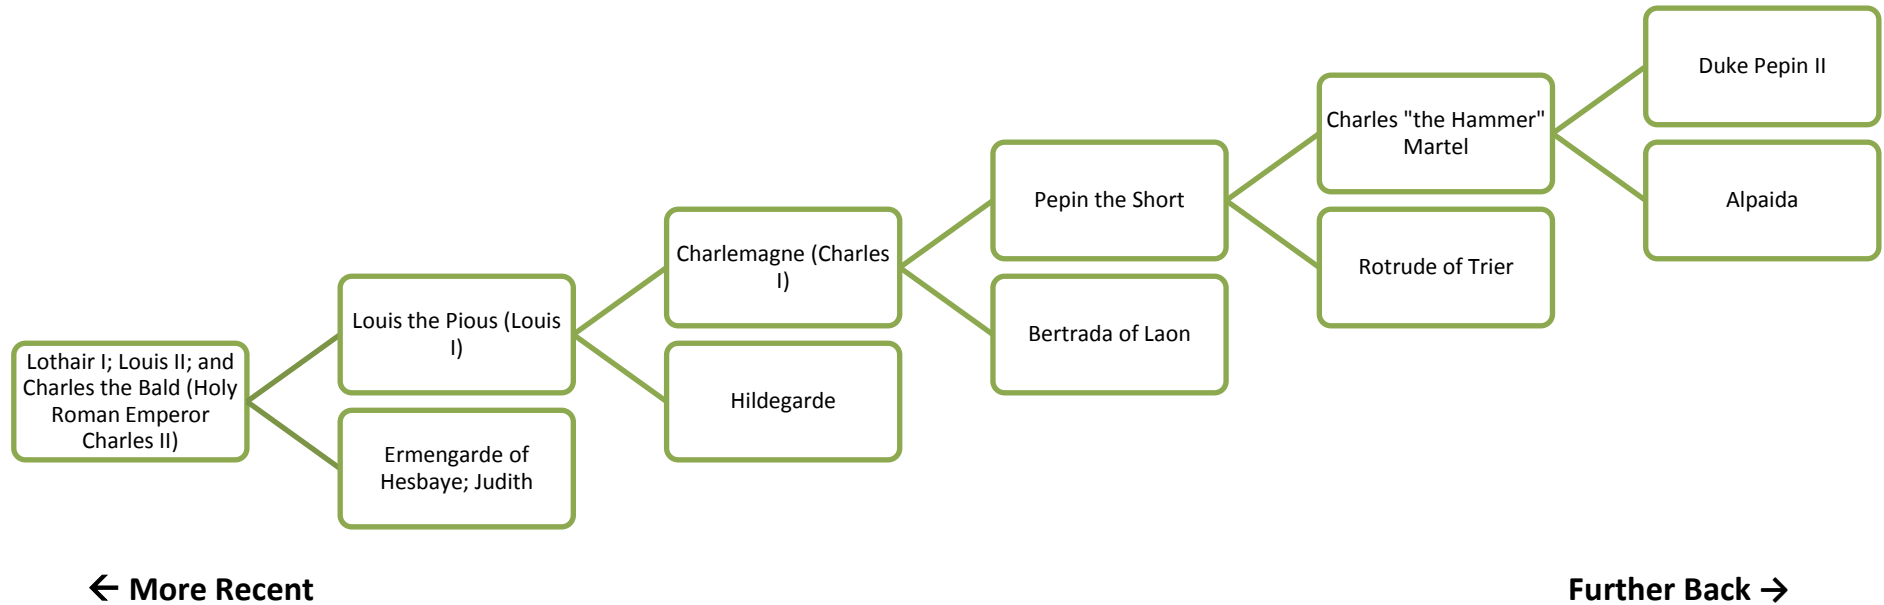 Duke Pepin II
Charles "the Hammer"
Martel
Alpaida
Pepin the Short
Rotrude of Trier
Charlemagne (Charles
I)
Bertrada of Laon
Louis the Pious (Louis
I)
Hildegarde
Lothair I; Louis II; and
Charles the Bald (Holy
Roman Emperor
Charles II)
Ermengarde of
Hesbaye; Judith
← More Recent
Further Back →